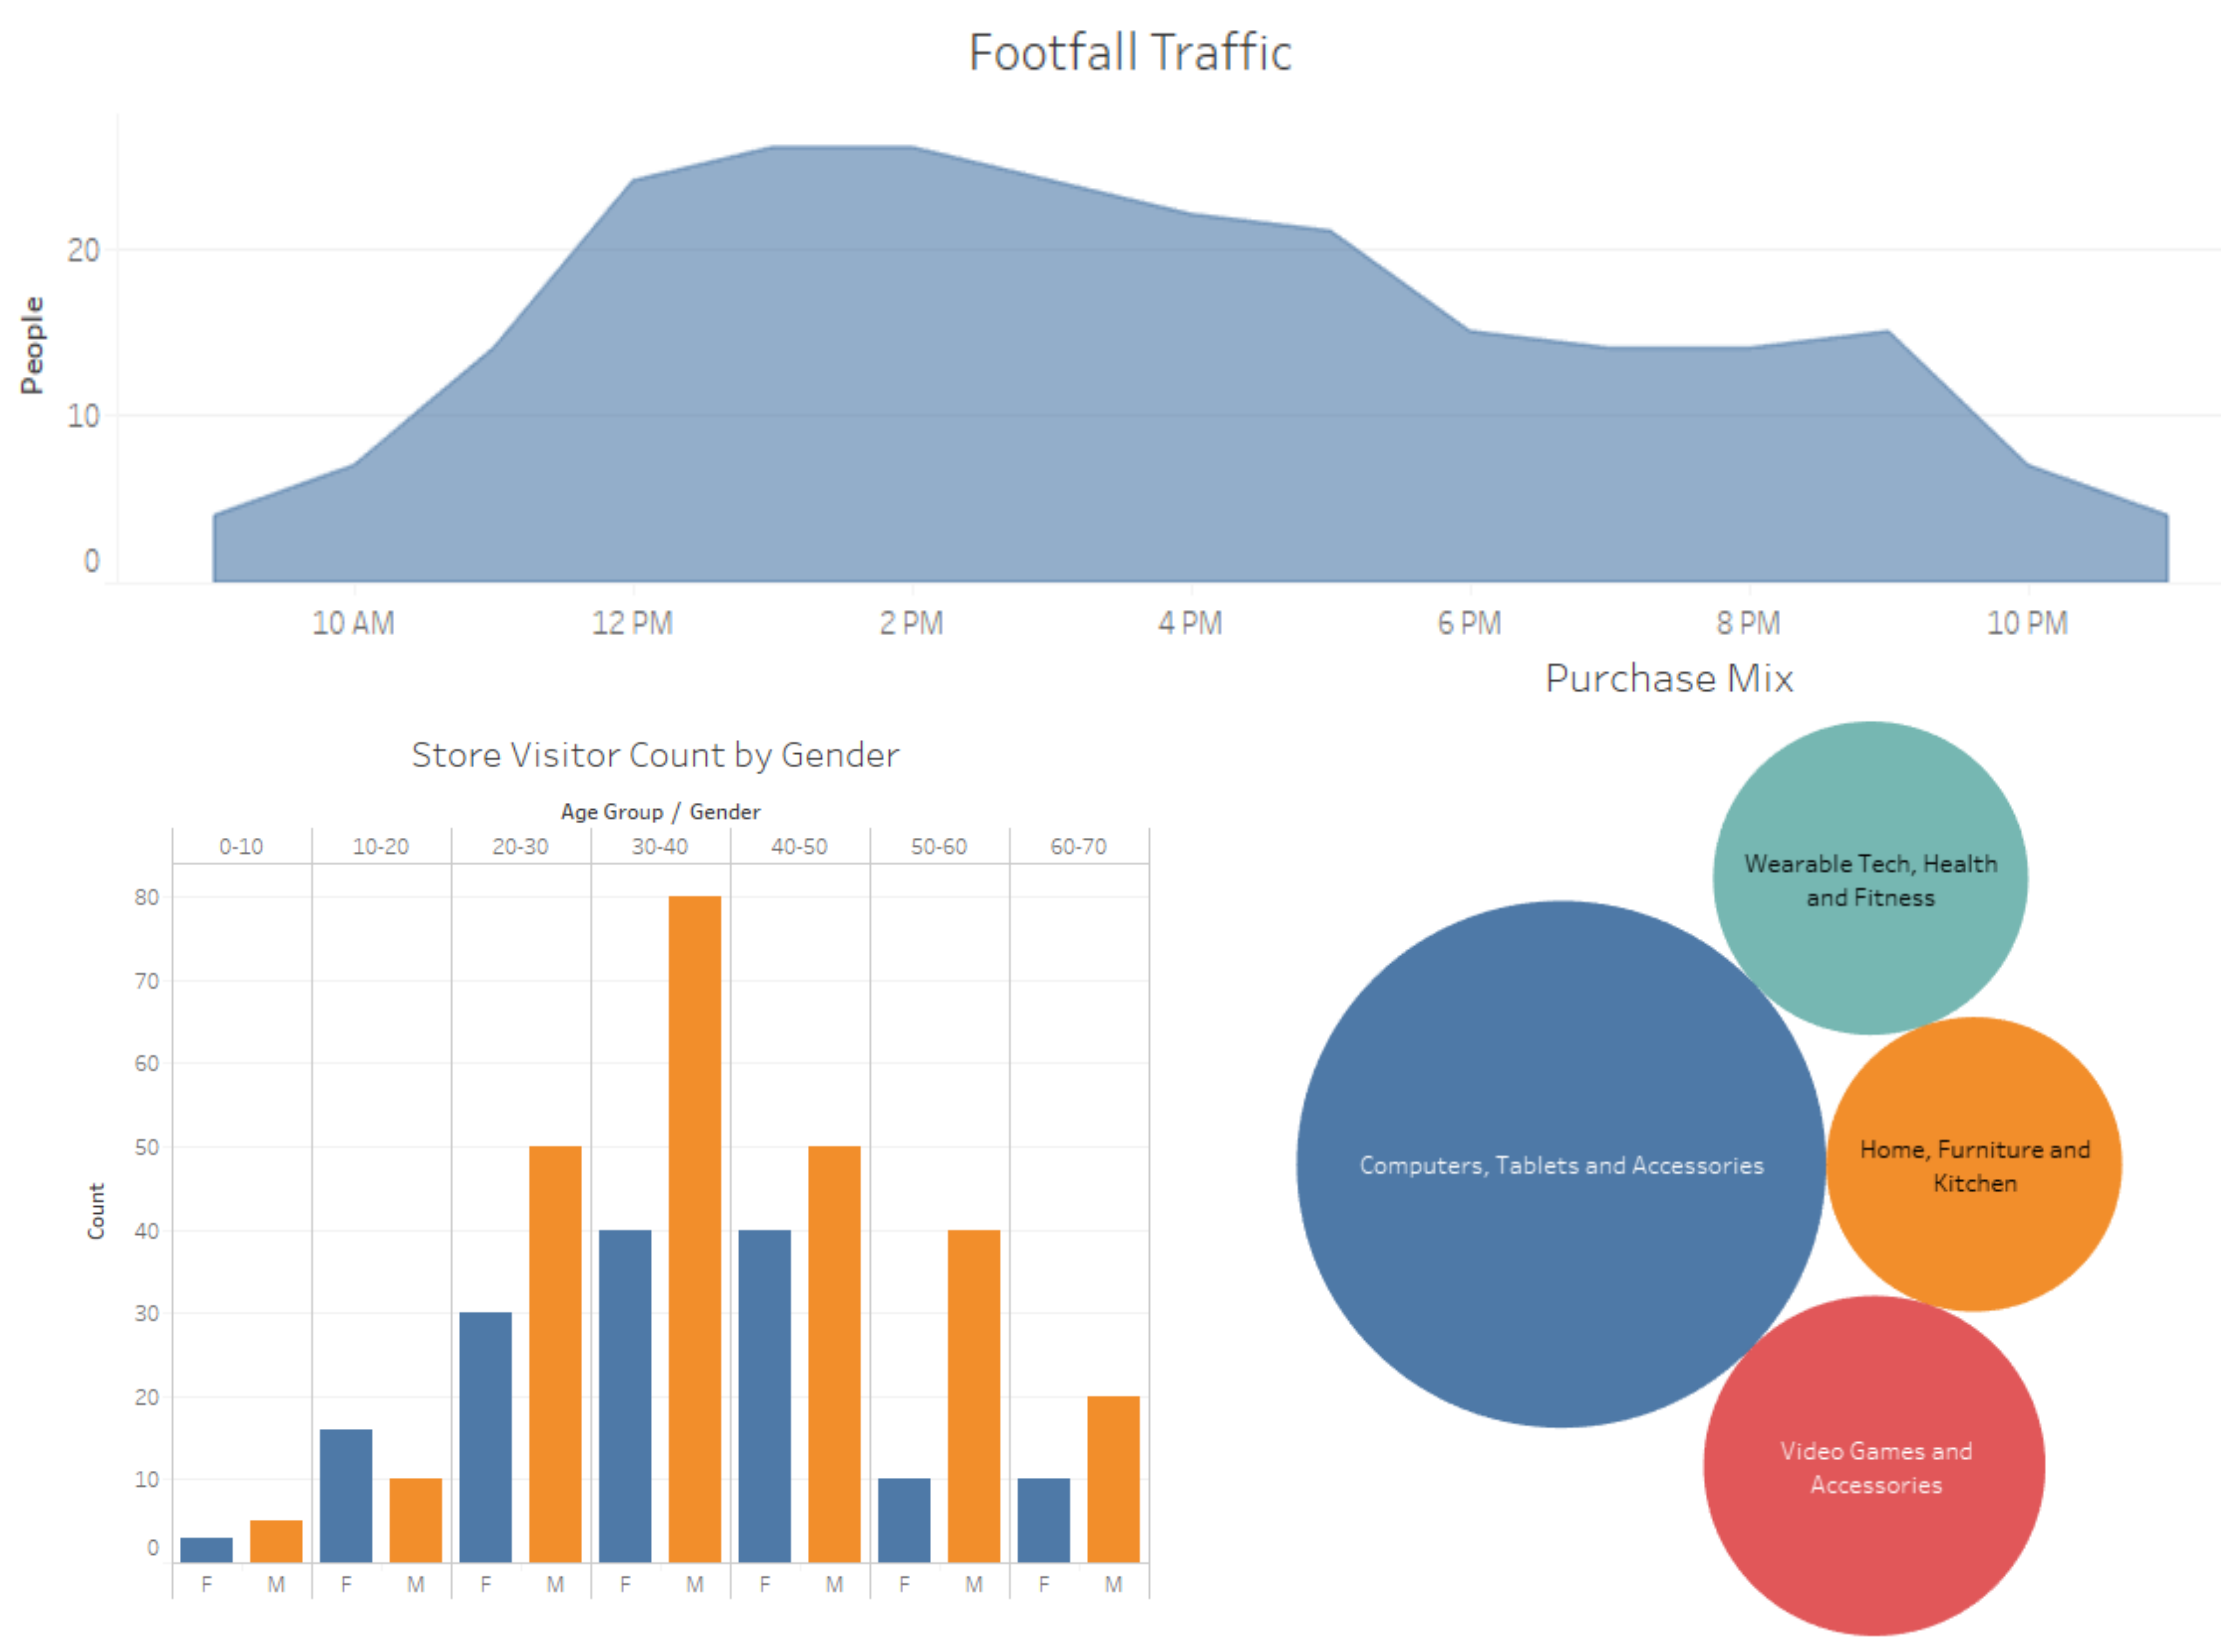 Footfall Traffic
People
20
10
0
10 AM 12 PM 2 PM 4 PM 6 PM 8 PM 10 PM
Store Visitor Count by Gender
Age Group / Gender
0-10 10-20 20-30 30-40 40-50 50-60 60-70
Count
80
70
60
50
40
30
20
10
0
F M F M F M F M F M F M F M
Purchase Mix
Wearable Tech, Health
and Fitness
Computers, Tablets and Accessories
Home, Furniture and
Kitchen
Video Games and
Accessories